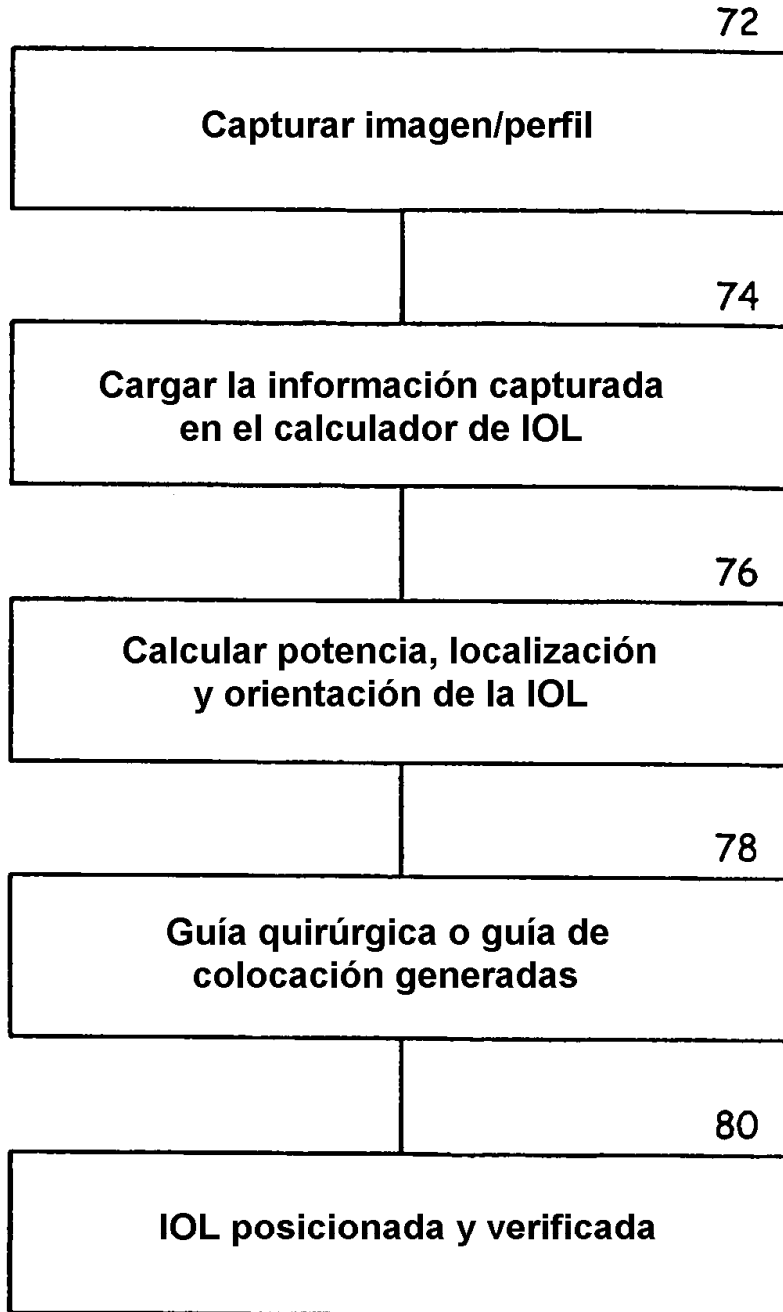 72
Capturar imagen/perfil
74
Cargar la información capturada
en el calculador de IOL
76
Calcular potencia, localización
y orientación de la IOL
78
Guía quirúrgica o guía de
colocación generadas
80
IOL posicionada y verificada